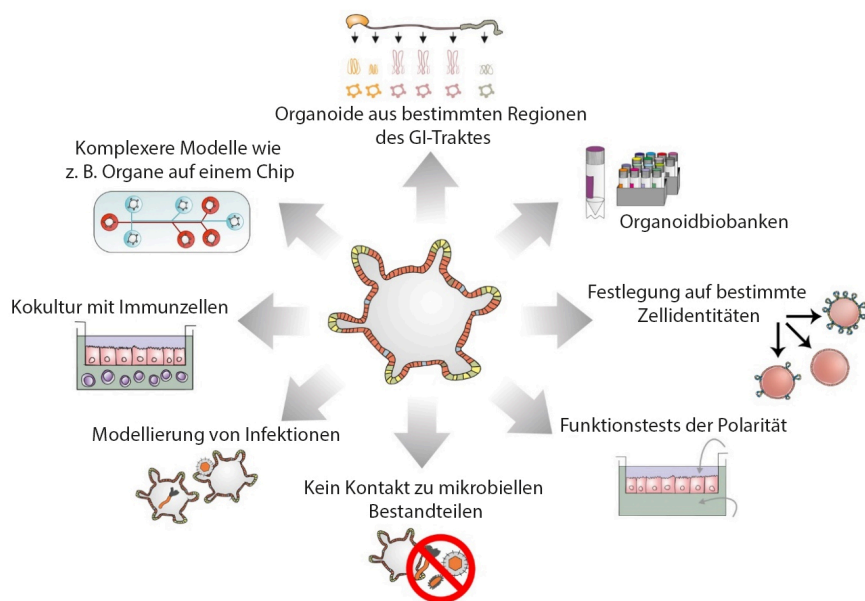 Organoide aus bestimmten Regionen
des GI-Traktes
Komplexere Modelle wie
z. B. Organe auf einem Chip
Organoidbiobanken
Kokultur mit Immunzellen
Festlegung auf bestimmte
Zellidentitäten
Modellierung von Infektionen
Funktionstests der Polarität
Kein Kontakt zu mikrobiellen
Bestandteilen